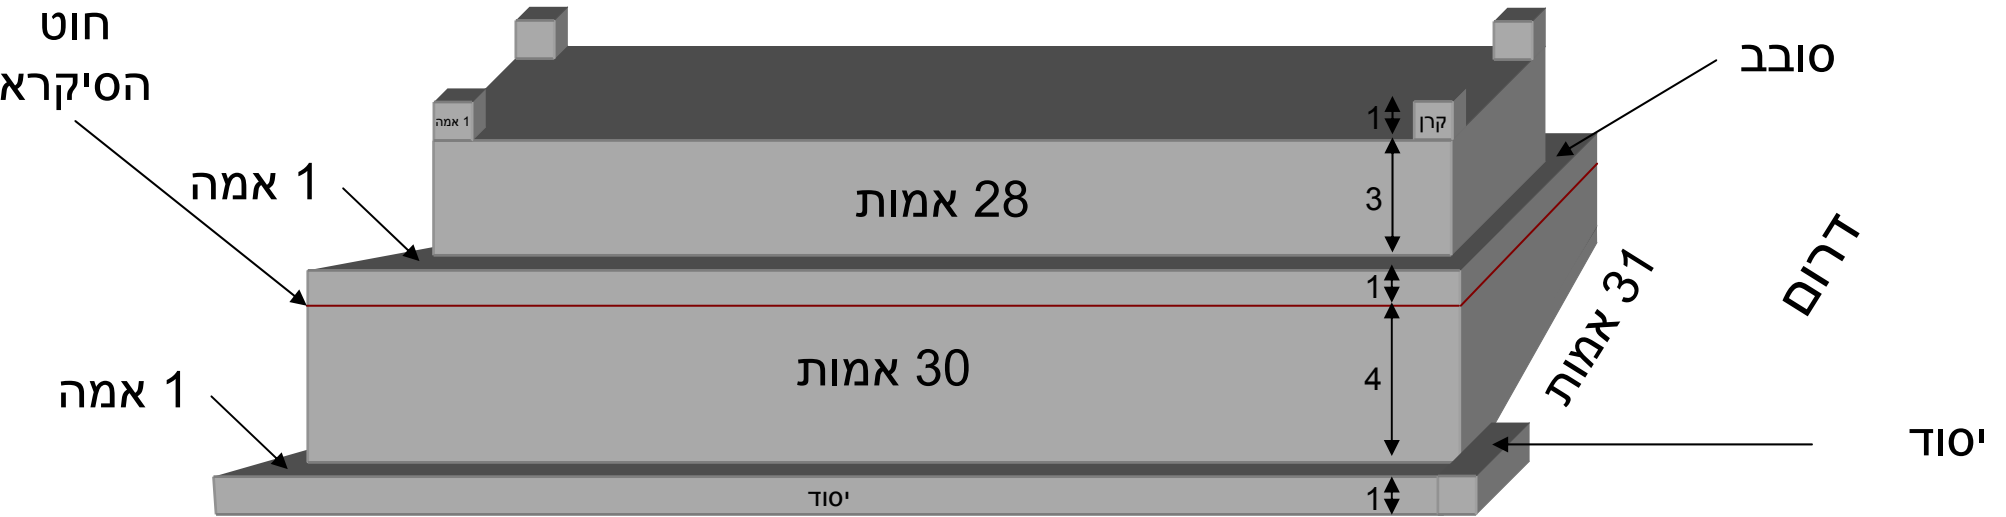 חוט
הסיקרא
סובב
1 אמה
קרן
1
1 אמה
28 אמות
3
דרום
31 אמות
1
30 אמות
4
1 אמה
יסוד
יסוד
1